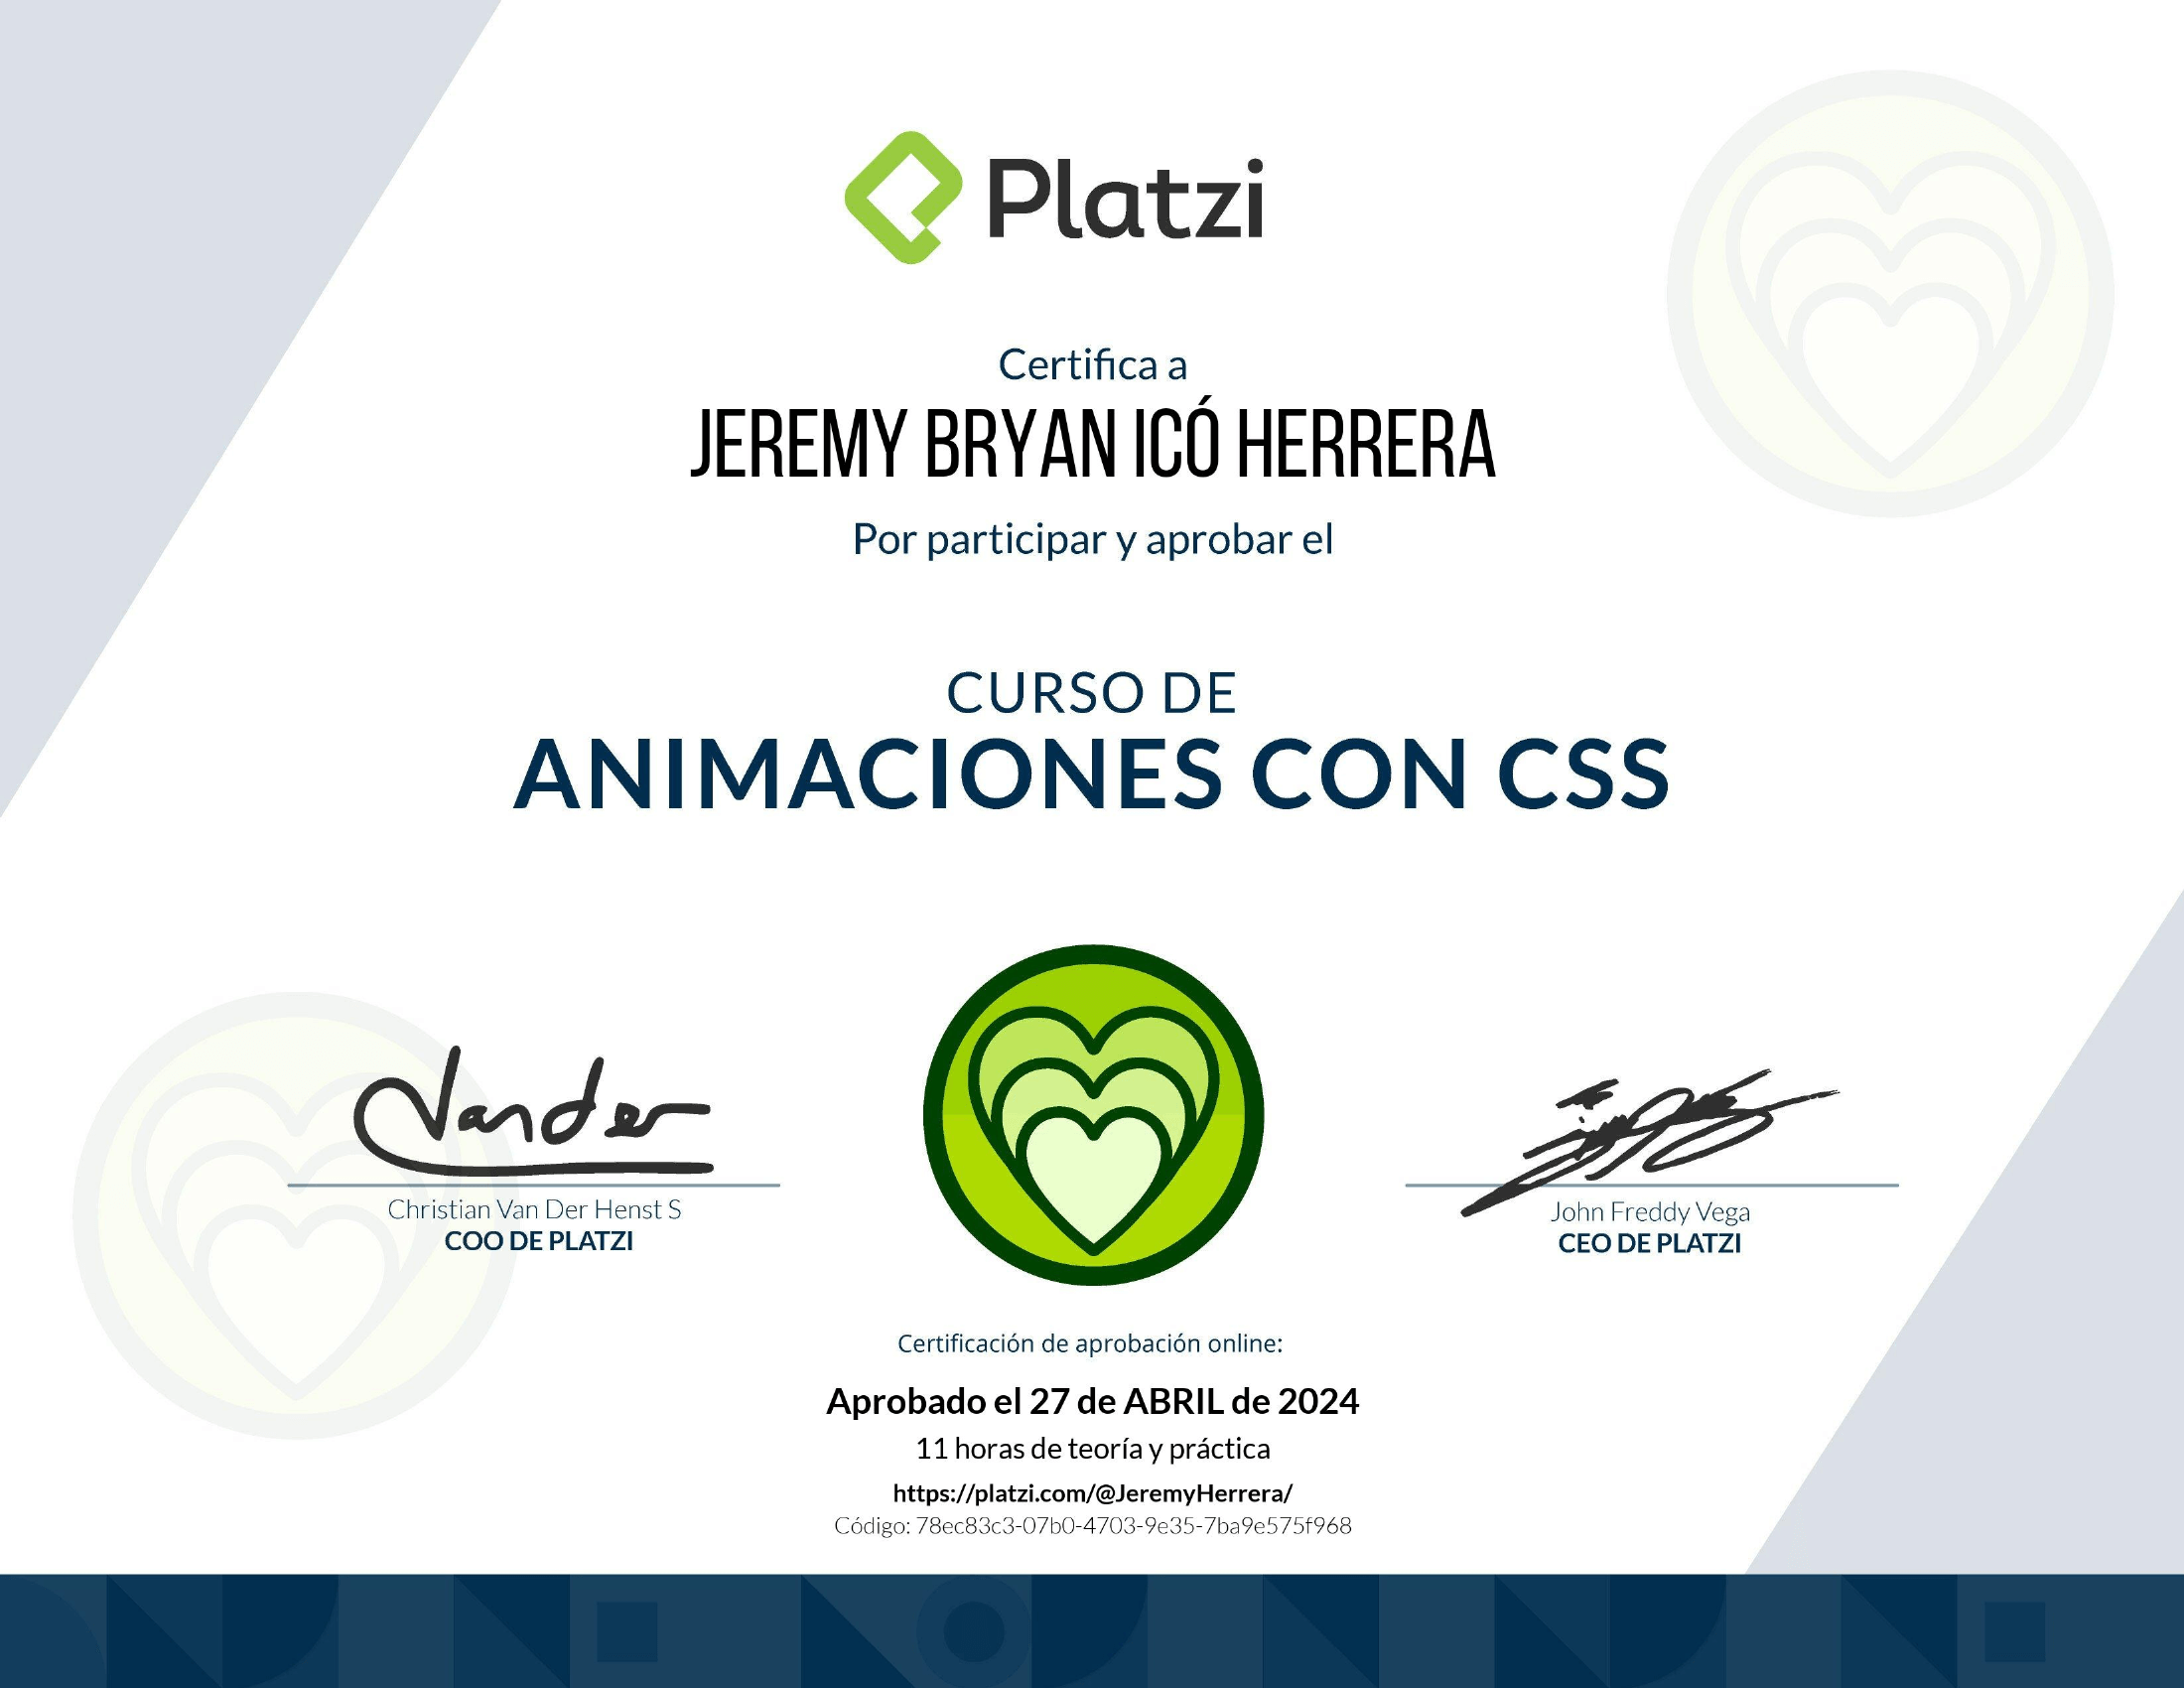 Platzi
Certifica a
JEREMY BRYAN ICÓ HERRERA
Por participar y aprobar el
CURSO DE
ANIMACIONES CON CSS
Vander
Christian Van Der Henst S
COO DE PLATZI
John Freddy Vega
CEO DE PLATZI
Certificación de aprobación online:
Aprobado el 27 de ABRIL de 2024
11 horas de teoría y práctica
https://platzi.com/@JeremyHerrera/
Código: 78ec83c3-07b0-4703-9e35-7ba9e575f968